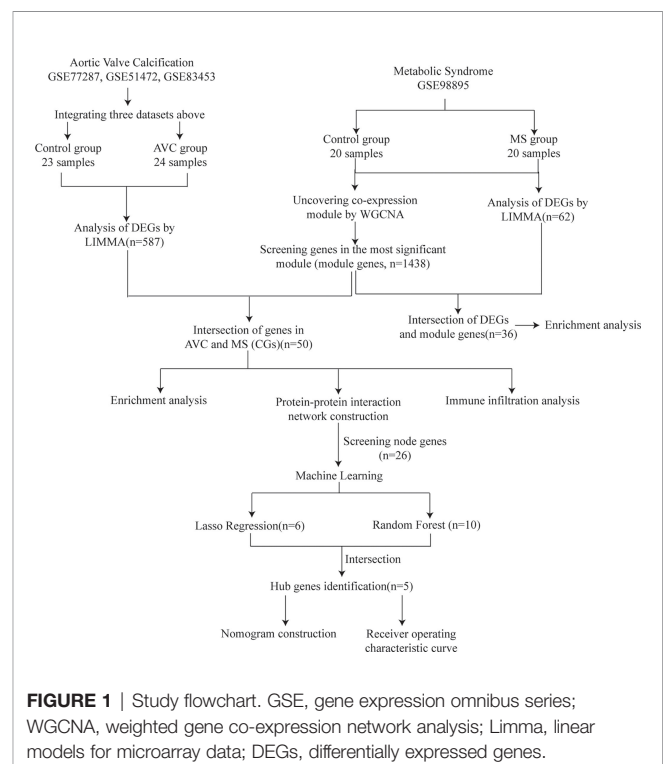 Aortic Valve Calcification
GSE77287, GSE51472, GSE83453
Metabolic Syndrome
GSE98895
Integrating three datasets above
Control group
23 samples
AVC group
24 samples
Control group
20 samples
MS group
20 samples
Analysis of DEGs by
LIMMA(n=587)
Uncovering co-expression
module by WGCNA
Analysis of DEGs by
LIMMA(n=62)
Screening genes in the most significant
module (module genes, n=1438)
Intersection of genes in
AVC and MS (CGs)(n=50)
Intersection of DEGs
and module genes(n=36)
Enrichment analysis
Enrichment analysis
Protein-protein interaction
network construction
Immune infiltration analysis
Screening node genes
(n=26)
Machine Learning
Lasso Regression(n=6)
Random Forest (n=10)
Intersection
Hub genes identification(n=5)
Nomogram construction
Receiver operating
characteristic curve
FIGURE 1 | Study flowchart. GSE, gene expression omnibus series;
WGCNA, weighted gene co-expression network analysis; Limma, linear
models for microarray data; DEGs, differentially expressed genes.